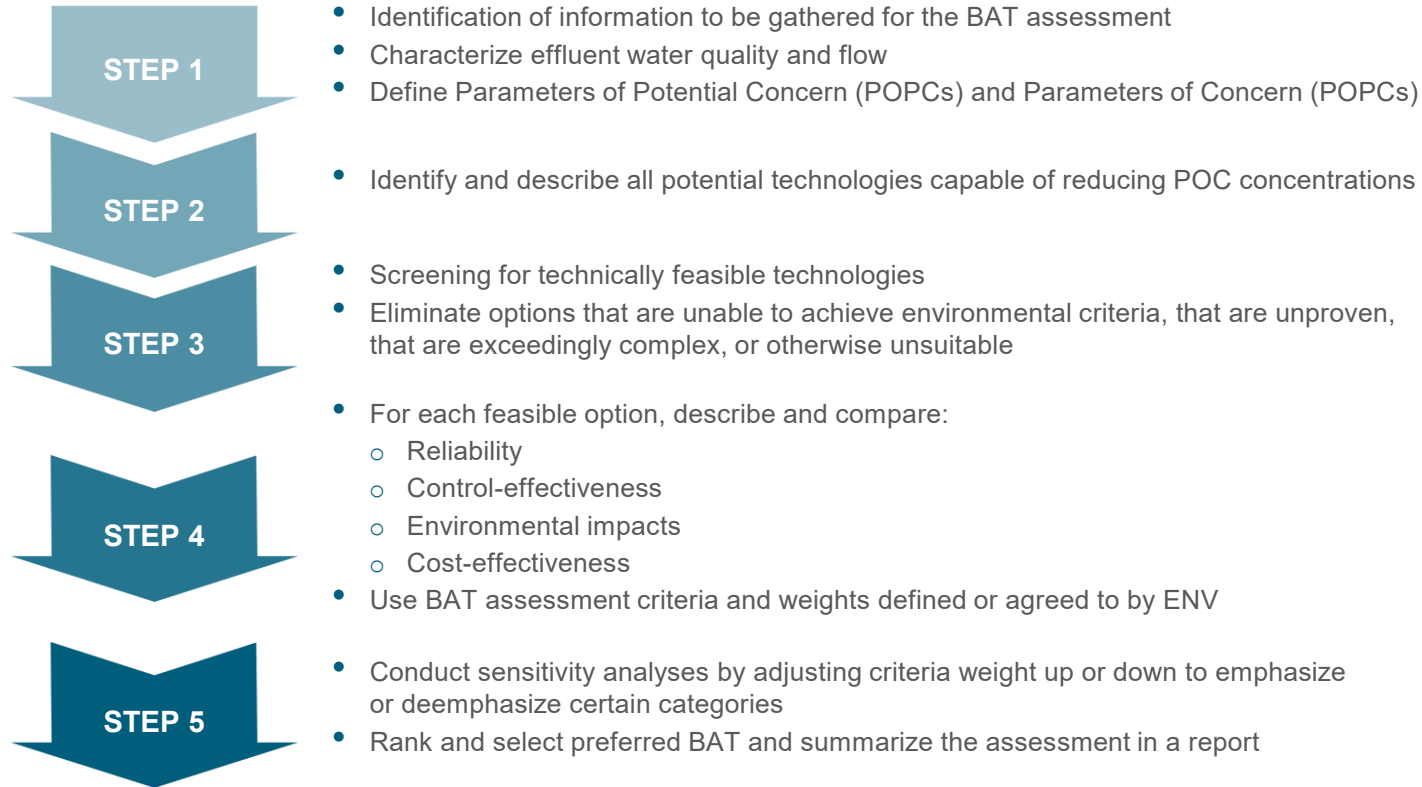 STEP 1
• Identification of information to be gathered for the BAT assessment
• Characterize effluent water quality and flow
• Define Parameters of Potential Concern (POPCs) and Parameters of Concern (POPCs)
STEP 2
• Identify and describe all potential technologies capable of reducing POC concentrations
STEP 3
• Screening for technically feasible technologies
• Eliminate options that are unable to achieve environmental criteria, that are unproven,
that are exceedingly complex, or otherwise unsuitable
STEP 4
• For each feasible option, describe and compare:
o Reliability
o Control-effectiveness
o Environmental impacts
o Cost-effectiveness
• Use BAT assessment criteria and weights defined or agreed to by ENV
STEP 5
• Conduct sensitivity analyses by adjusting criteria weight up or down to emphasize
or deemphasize certain categories
• Rank and select preferred BAT and summarize the assessment in a report